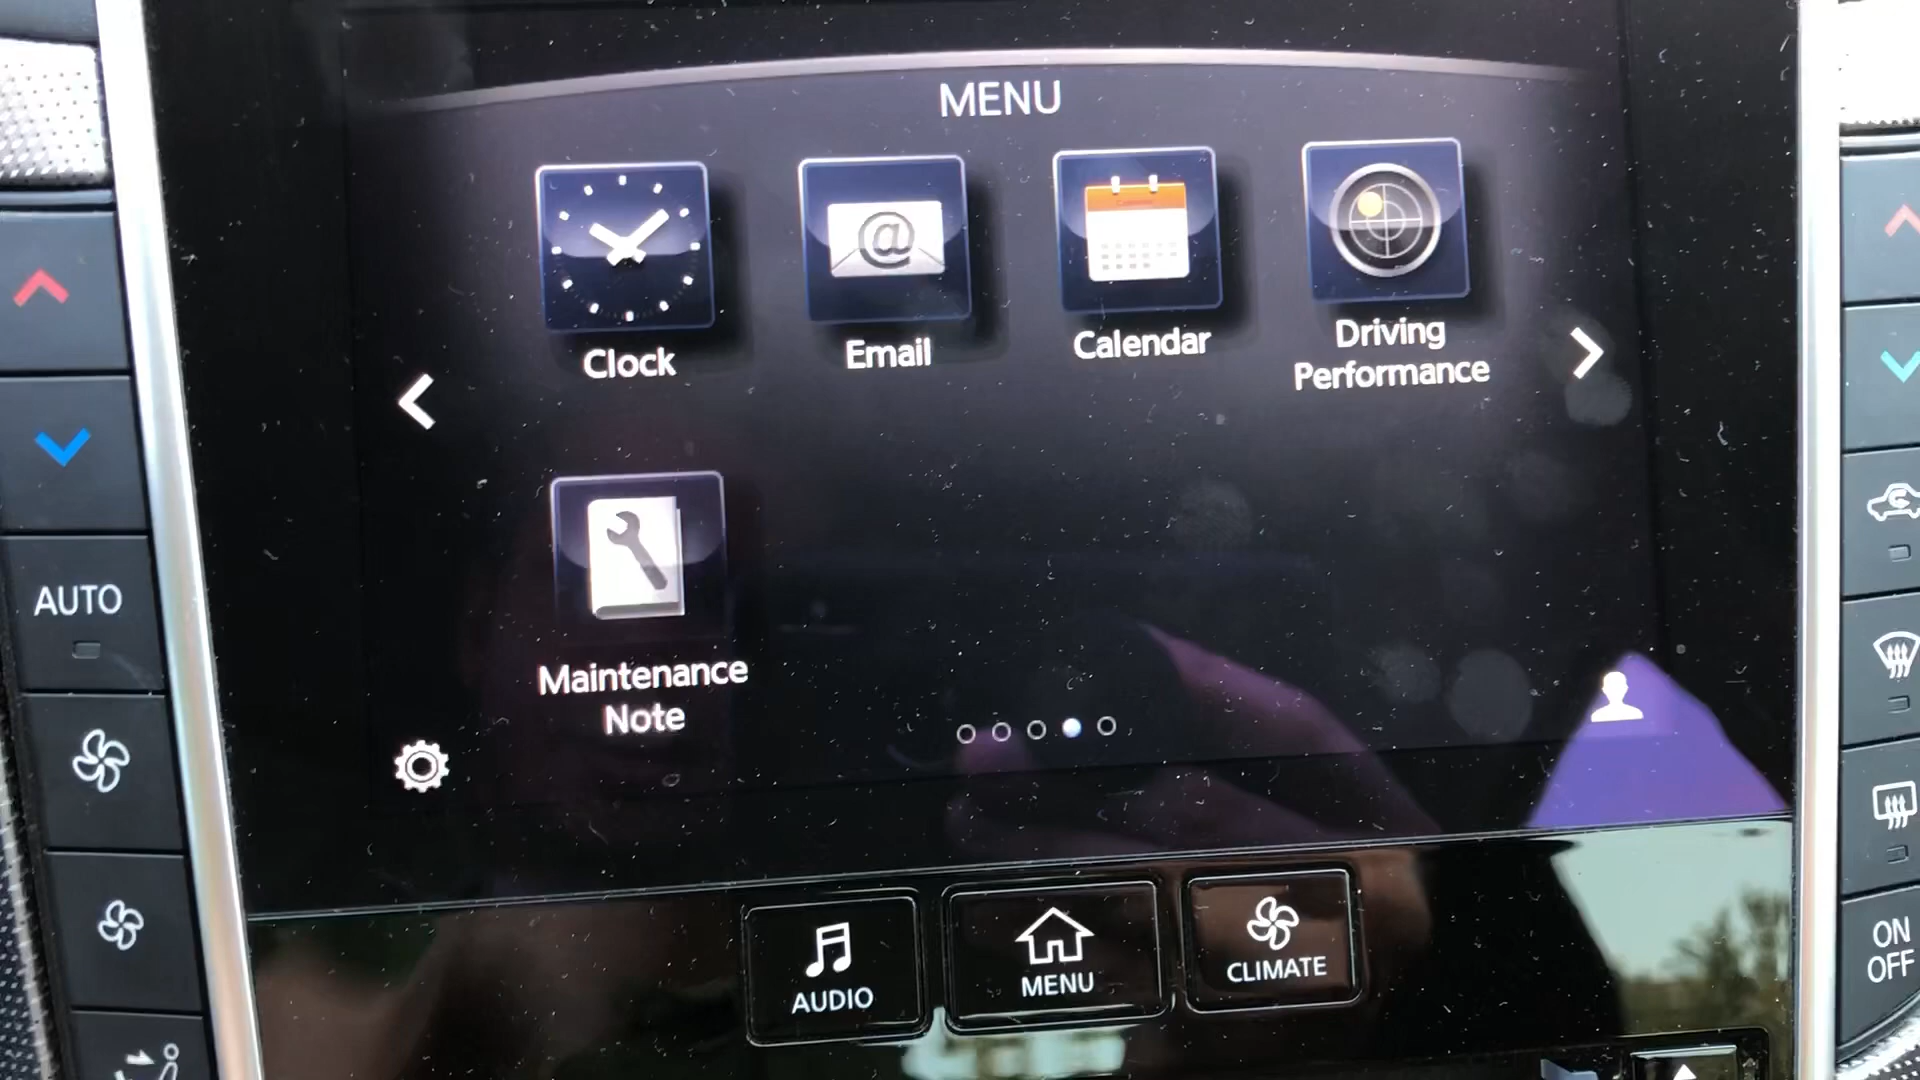 MENU
Clock
Email
Calendar
Driving
Performance
Maintenance
Note
AUTO
AUDIO
MENU
CLIMATE
ON
OFF